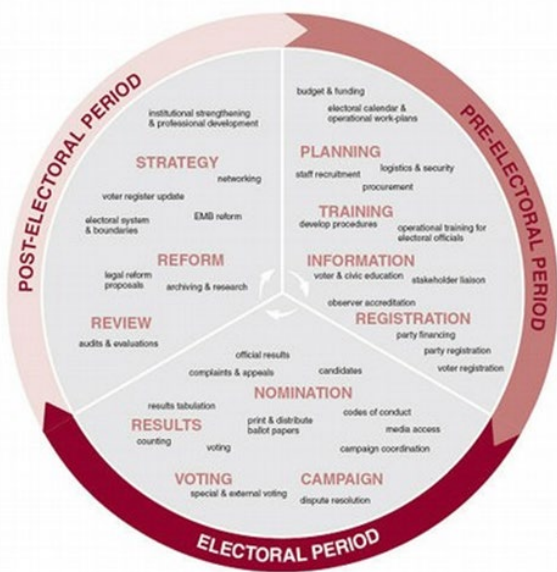 POST-ELECTORAL PERIOD
institutional strengthening
& professional development
STRATEGY
networking
voter register update
electoral system
& boundaries
EMB reform
REFORM
legal reform
proposals
archiving & research
REVIEW
audits & evaluations
PRE-ELECTORAL PERIOD
budget & funding
electoral calendar &
operational work-plans
PLANNING
staff recruitment
logistics & security
procurement
TRAINING
develop procedures
operational training for
electoral officials
INFORMATION
voter & civic education
stakeholder liaison
observer accreditation
REGISTRATION
party financing
party registration
voter registration
official results
complaints & appeals
candidates
NOMINATION
results tabulation
print & distribute
ballot papers
codes of conduct
RESULTS
counting
voting
media access
campaign coordination
VOTING
special & external voting
CAMPAIGN
dispute resolution
ELECTORAL PERIOD